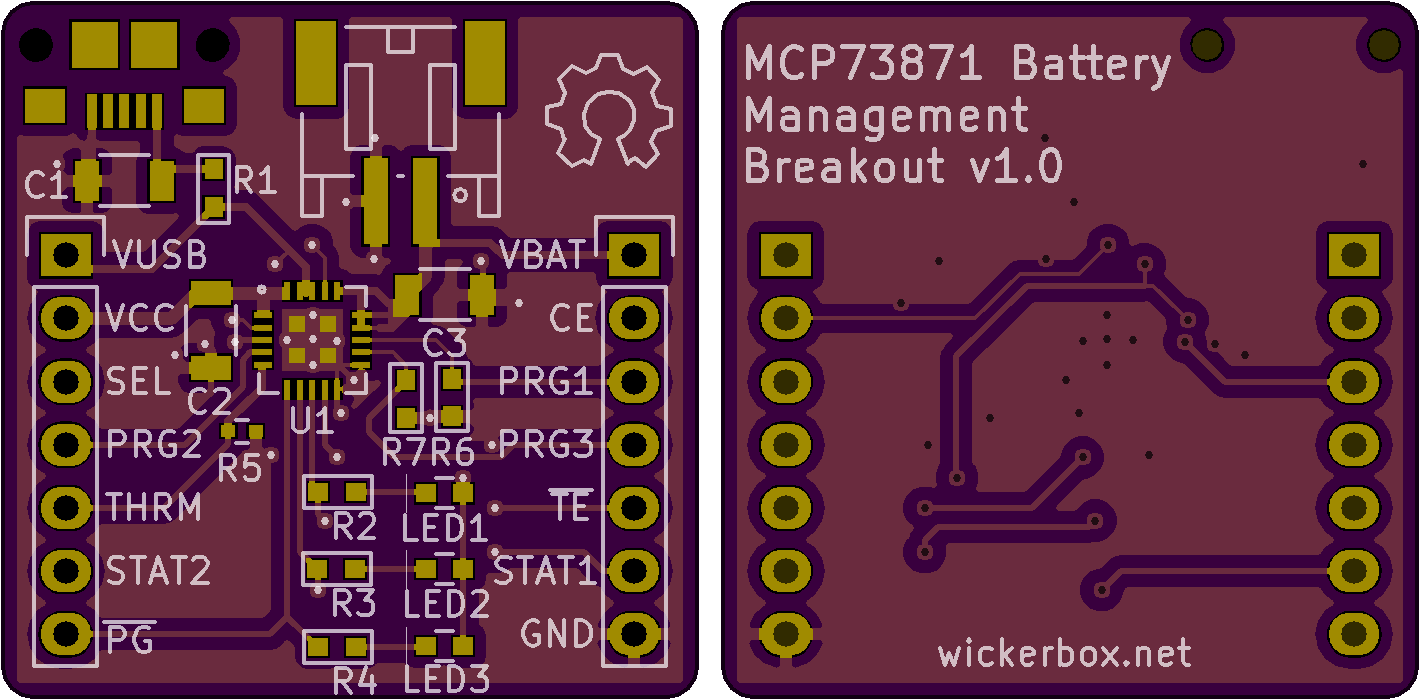 C1
R1
VUSB
VBAT
VCC
CE
C3
SEL
PRG1
C2
U1
PRG2
R5
R7
R6
PRG3
THRM
R2
LED1
TE
STAT2
R3
LED2
STAT1
PG
R4
LED3
GND
MCP73871 Battery
Management
Breakout v1.0
wickerbox.net